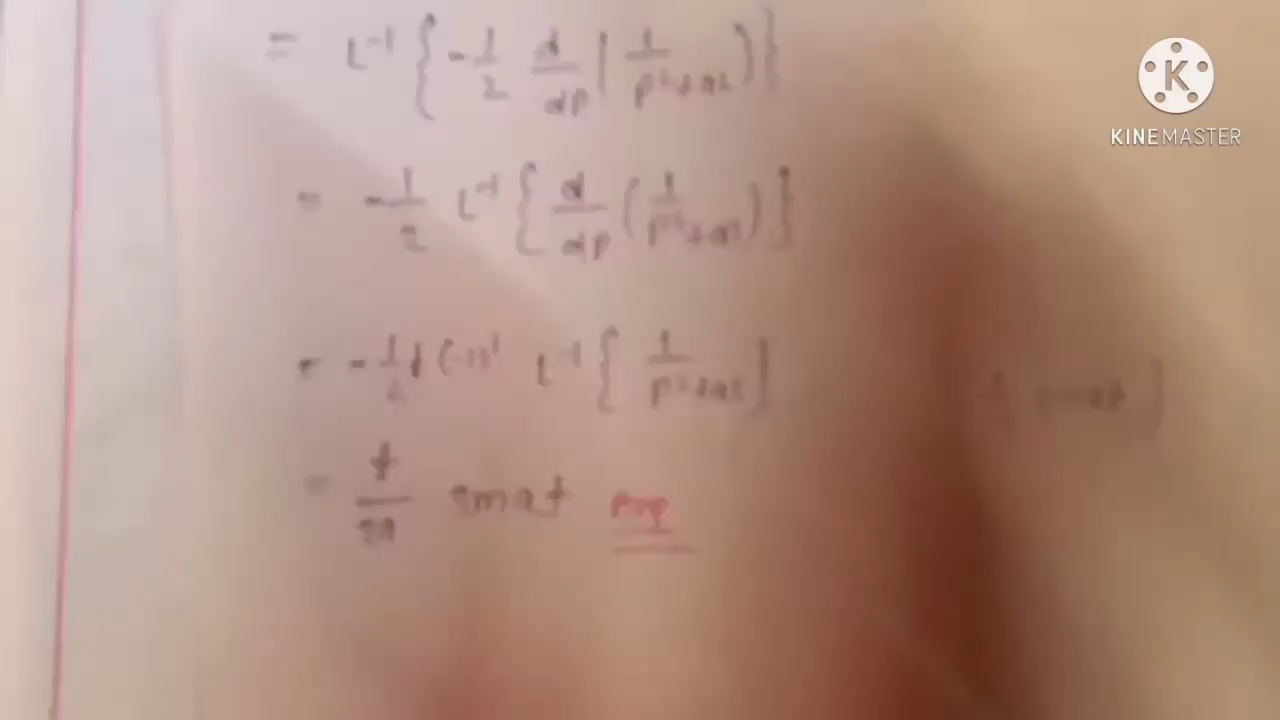 = L⁻¹ { -1/2 d/dp ( 1/(p²+a²) ) }
KINEMASTER
= -1/2 L⁻¹ { d/dp ( 1/(p²+a²) ) }
= -1/2 t (-1)¹ L⁻¹ { 1/(p²+a²) }
= t/2a sin at